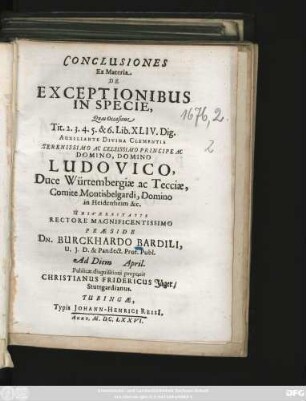 CONCLUSIONES
Ex Materia
DE
EXCEPTIONIBUS
IN SPECIE,
Quas Occasione
Tit. 2. 3. 4. 5. & 6. Lib. XLIV. Dig.
AUXILIANTE DIVINA CLEMENTIA
SERENISSIMO AC CELSISSIMO PRINCIPE AC
DOMINO, DOMINO
LUDOVICO,
Duce Würtembergiæ ac Tecciæ,
Comite Montisbelgardi, Domino
in Heidenheim &c.
UNIVERSITATIS
RECTORE MAGNIFICENTISSIMO
PRÆSIDE
DN. BURCKHARDO BARDILI,
U. J. D. & Pandect. Prof. Publ.
Ad Diem April.
Publicæ disquisitioni proponit
CHRISTIANUS FRIDERICUS Jäger/
Stuttgardianus.
TUBINGÆ,
Typis JOHANN-HENRICI REISI,
Anno, M. DC. LXXVI.
1676, 2
2.